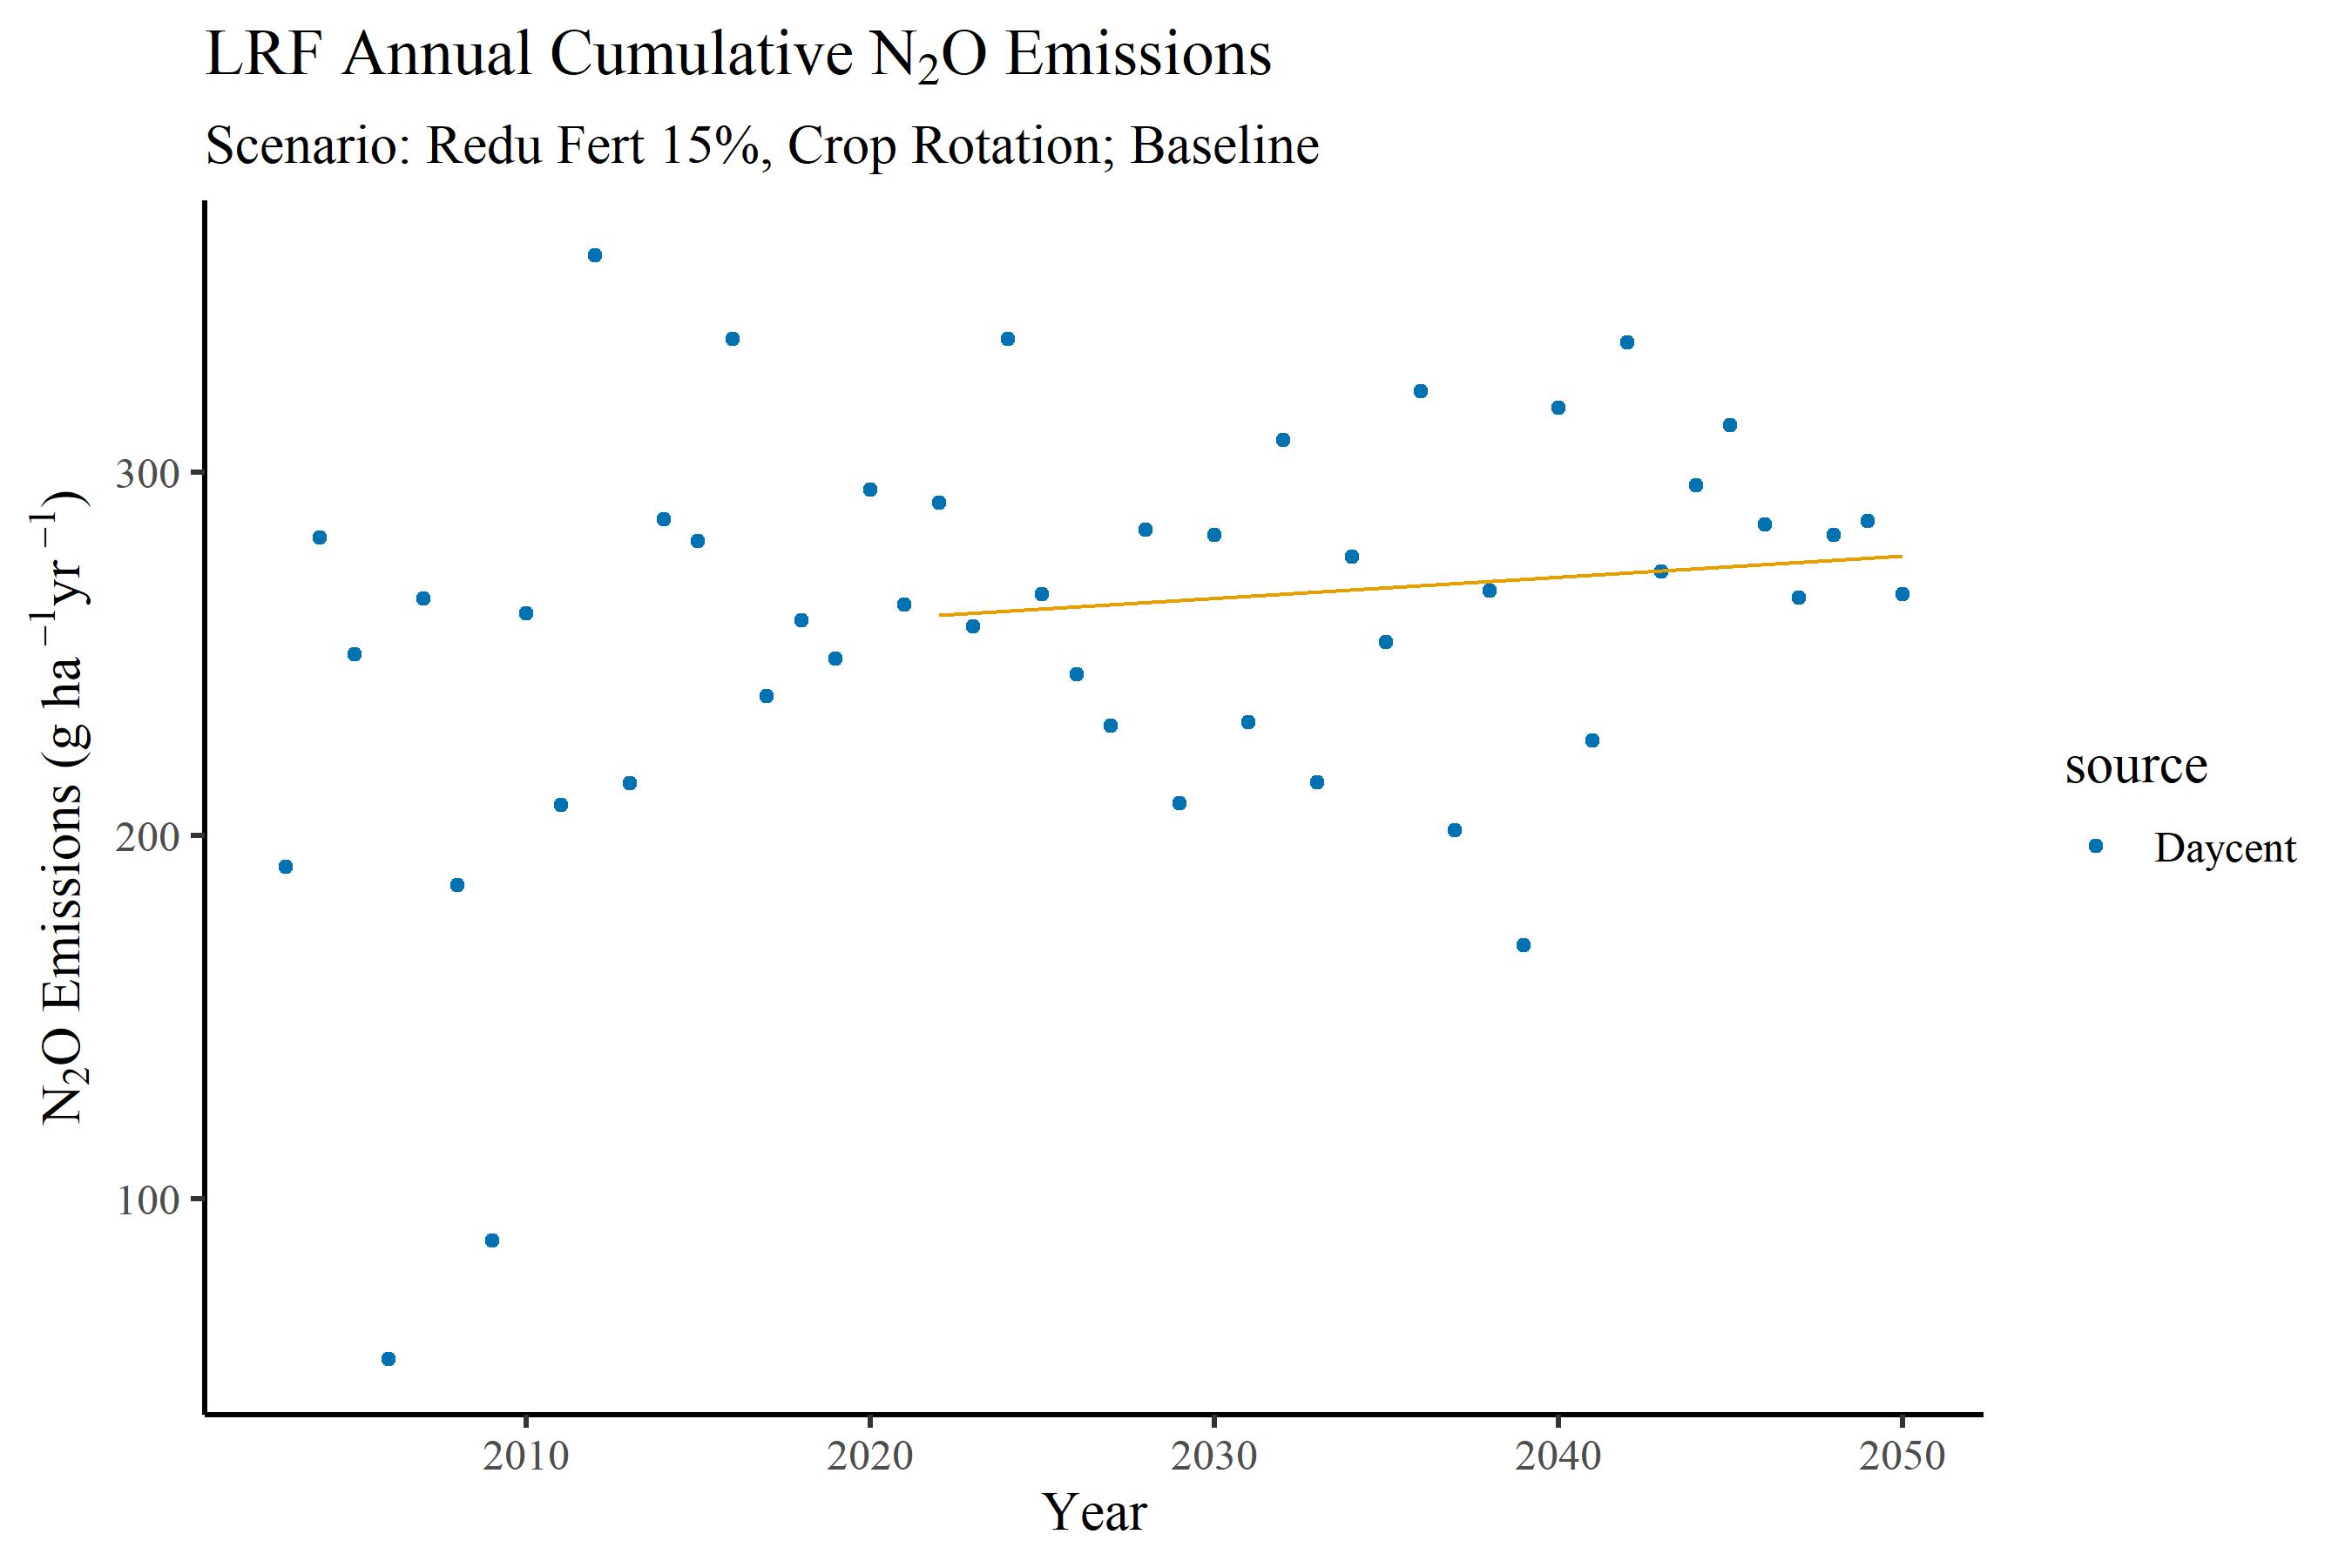 LRF Annual Cumulative N₂O Emissions
Scenario: Redu Fert 15%, Crop Rotation; Baseline
N₂O Emissions (g ha ⁻¹yr ⁻¹)
300
200
100
2010
2020
2030
2040
2050
Year
source
Daycent